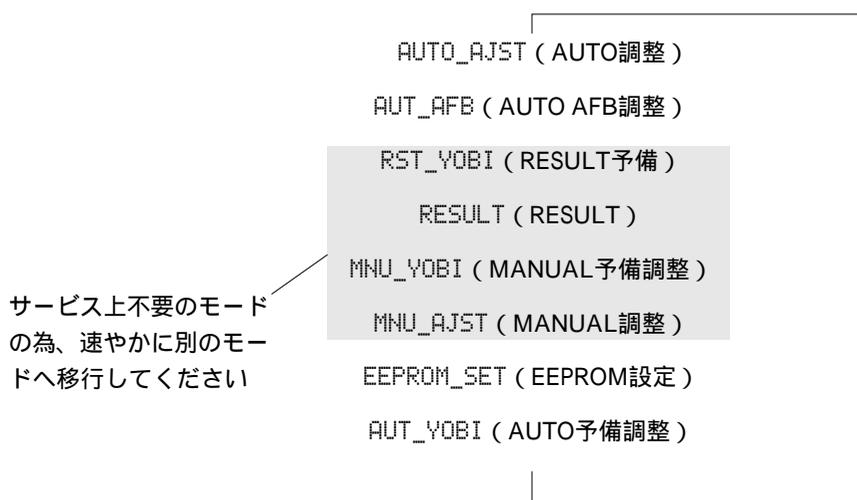 AUTO_AJST ( AUTO調整 )
AUT_AFB ( AUTO AFB調整 )
RST_YOBI ( RESULT予備 )
RESULT ( RESULT )
MNU_YOBI ( MANUAL予備調整 )
MNU_AJST ( MANUAL調整 )
EEPROM_SET ( EEPROM設定 )
AUT_YOBI ( AUTO予備調整 )
サービス上不要のモード
の為、速やかに別のモー
ドへ移行してください